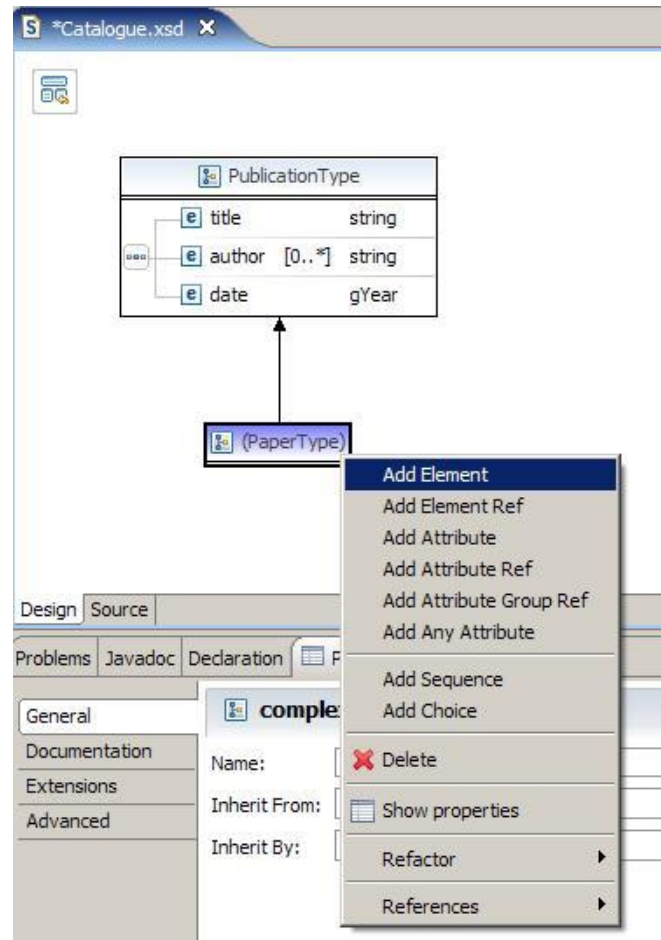 *Catalogue.xsd
PublicationType
e title string
e author [0..*] string
e date gYear
(PaperType)
Add Element
Add Element Ref
Add Attribute
Add Attribute Ref
Add Attribute Group Ref
Add Any Attribute
Add Sequence
Add Choice
Delete
Show properties
Refactor
References
Design Source
Problems Javadoc Declaration P
General
Documentation
Extensions
Advanced
comple
Name:
Inherit From:
Inherit By: